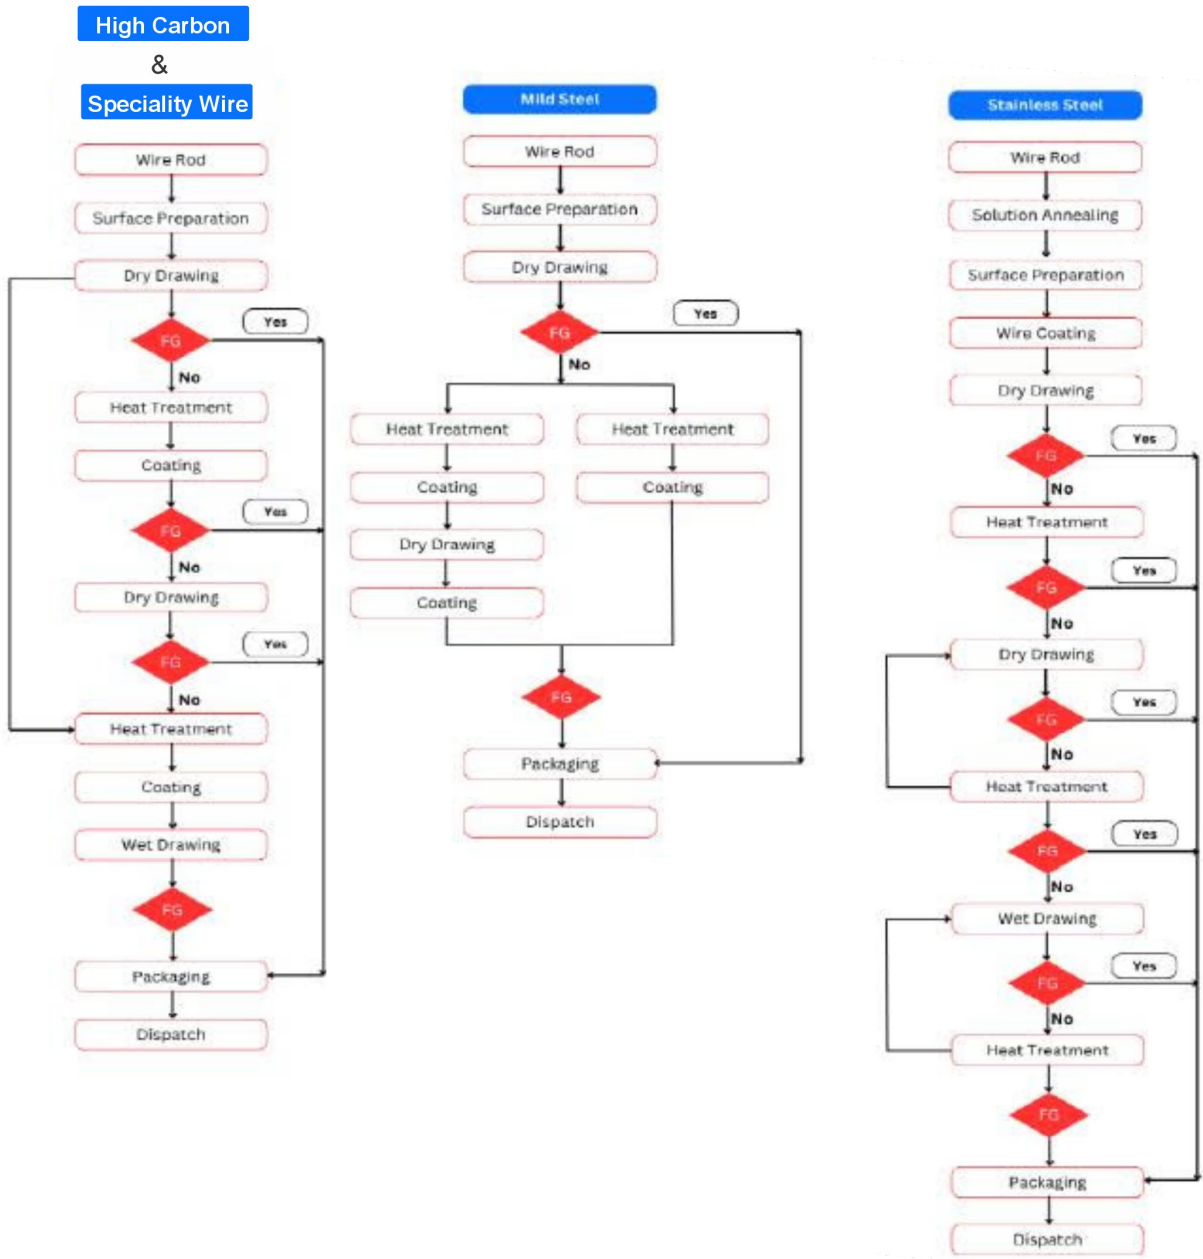 High Carbon
&
Speciality Wire
Wire Rod
Surface Preparation
Dry Drawing
FG
Yes
No
Heat Treatment
Coating
FG
Yes
No
Dry Drawing
FG
Yes
No
Heat Treatment
Coating
Wet Drawing
FG
Packaging
Dispatch
Mild Steel
Wire Rod
Surface Preparation
Dry Drawing
FG
Yes
No
Heat Treatment
Coating
Dry Drawing
Coating
Heat Treatment
Coating
FG
Packaging
Dispatch
Stainless Steel
Wire Rod
Solution Annealing
Surface Preparation
Wire Coating
Dry Drawing
FG
Yes
No
Heat Treatment
FG
Yes
No
Dry Drawing
FG
Yes
No
Heat Treatment
FG
Yes
No
Wet Drawing
FG
Yes
No
Heat Treatment
FG
Packaging
Dispatch